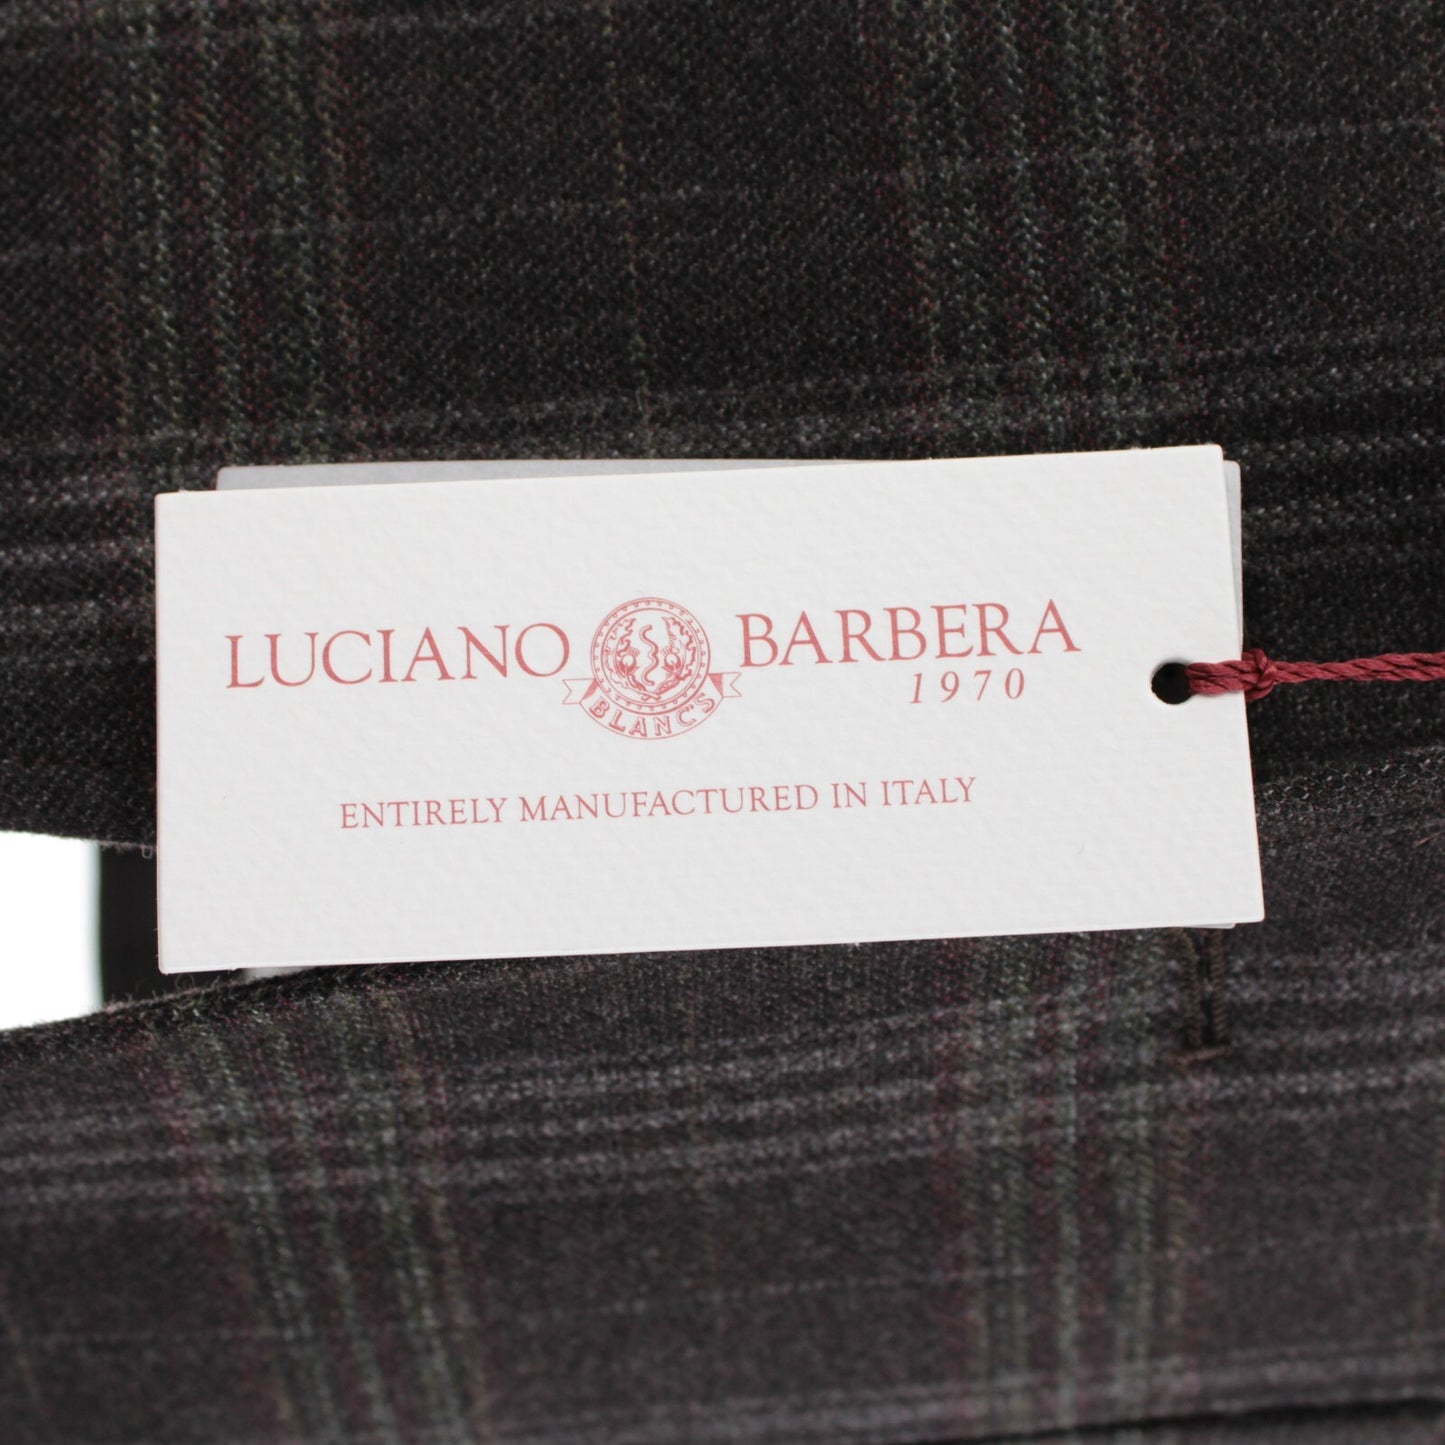 LUCIANO BARBERA
1970
BLANC'S
ENTIRELY MANUFACTURED IN ITALY